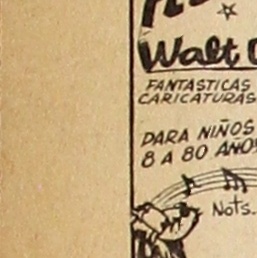 Walt
FANTASTICAS
CARICATURAS
PARA NIÑOS
8 A 80 AÑOS
Nots.